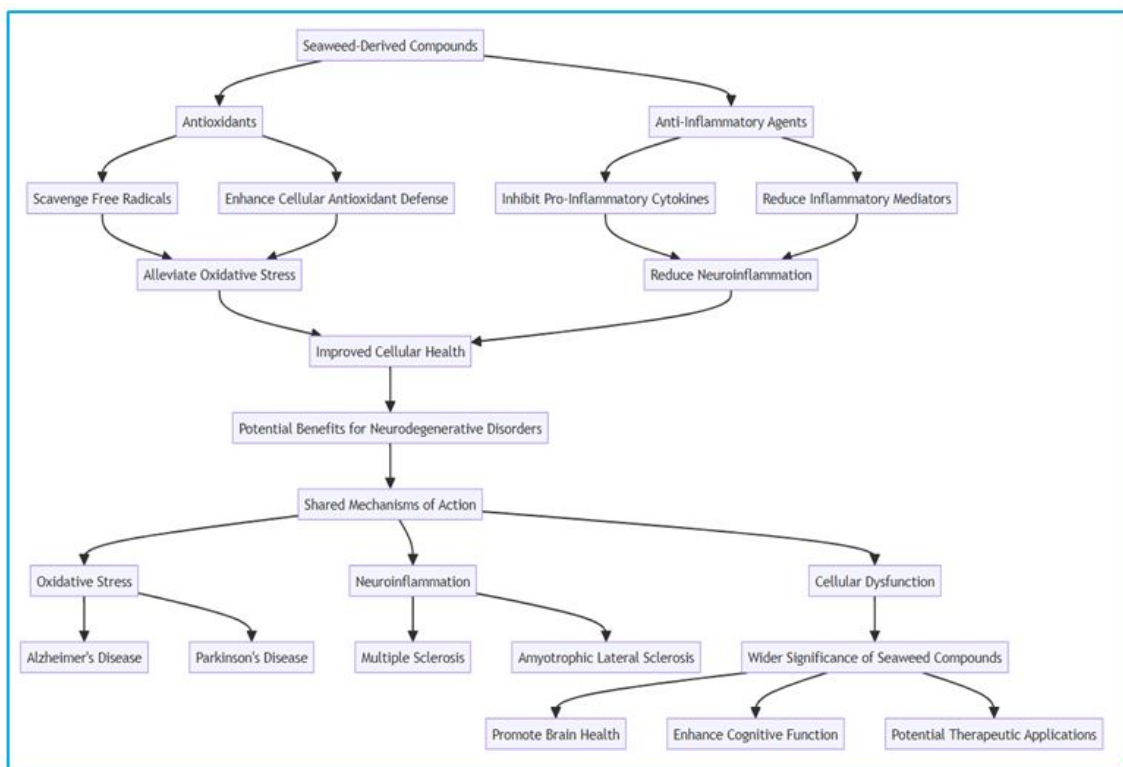 Seaweed-Derived Compounds
Antioxidants
Anti-Inflammatory Agents
Scavenge Free Radicals
Enhance Cellular Antioxidant Defense
Inhibit Pro-Inflammatory Cytokines
Reduce Inflammatory Mediators
Alleviate Oxidative Stress
Reduce Neuroinflammation
Improved Cellular Health
Potential Benefits for Neurodegenerative Disorders
Shared Mechanisms of Action
Oxidative Stress
Neuroinflammation
Cellular Dysfunction
Alzheimer's Disease
Parkinson's Disease
Multiple Sclerosis
Amyotrophic Lateral Sclerosis
Wider Significance of Seaweed Compounds
Promote Brain Health
Enhance Cognitive Function
Potential Therapeutic Applications